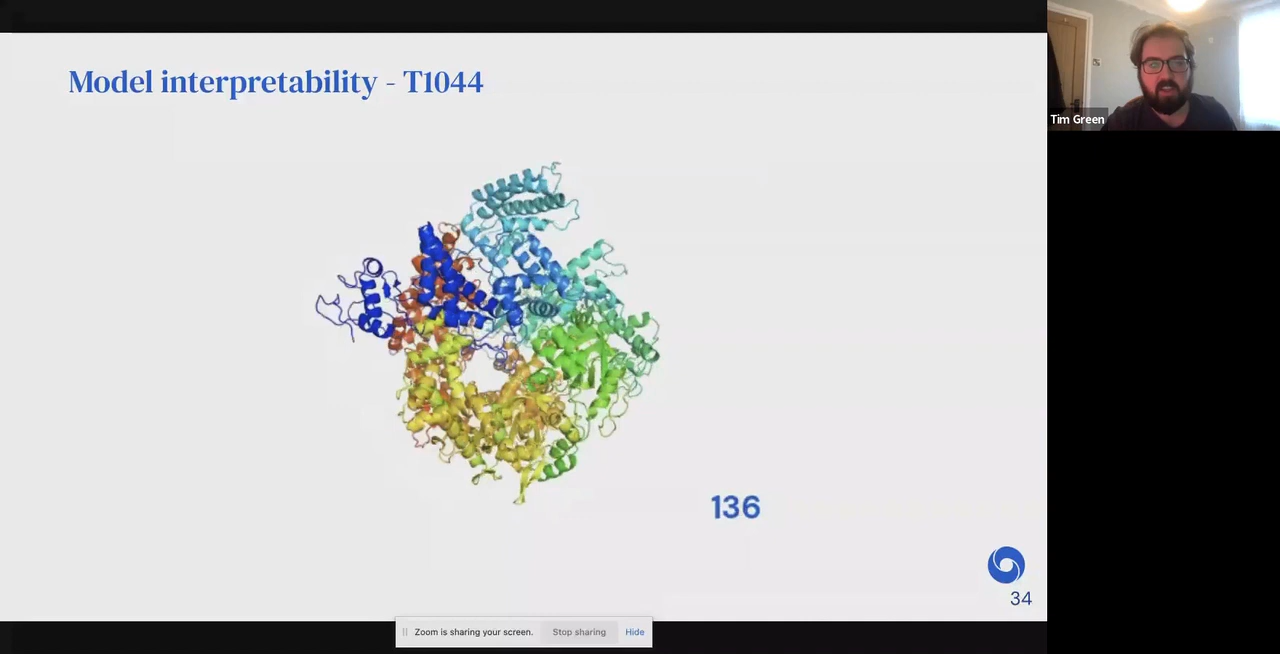 Model interpretability - T1044
Tim Green
136
34
Zoom is sharing your screen. Stop sharing Hide